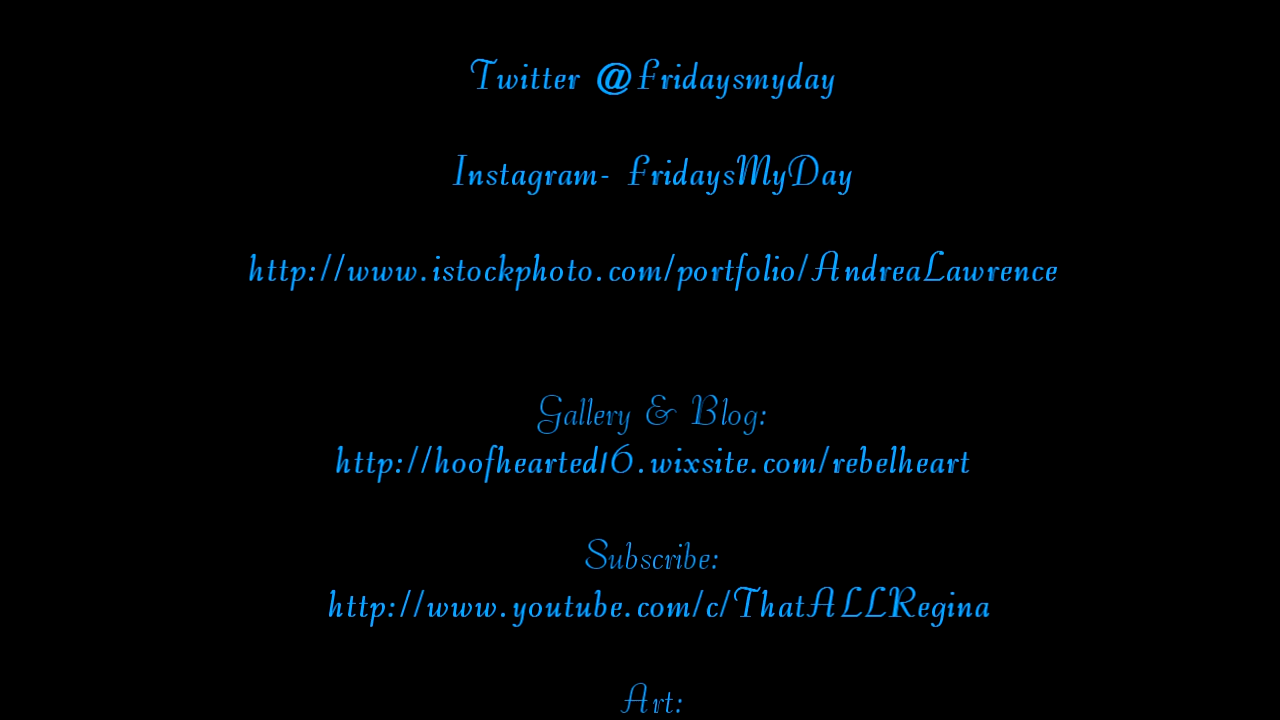 Twitter @Fridaysmyday
Instagram- FridaysMyDay
http://www.istockphoto.com/portfolio/AndreaLawrence
Gallery & Blog:
http://hoofhearted16.wixsite.com/rebelheart
Subscribe:
http://www.youtube.com/c/ThatALLRegina
Art: